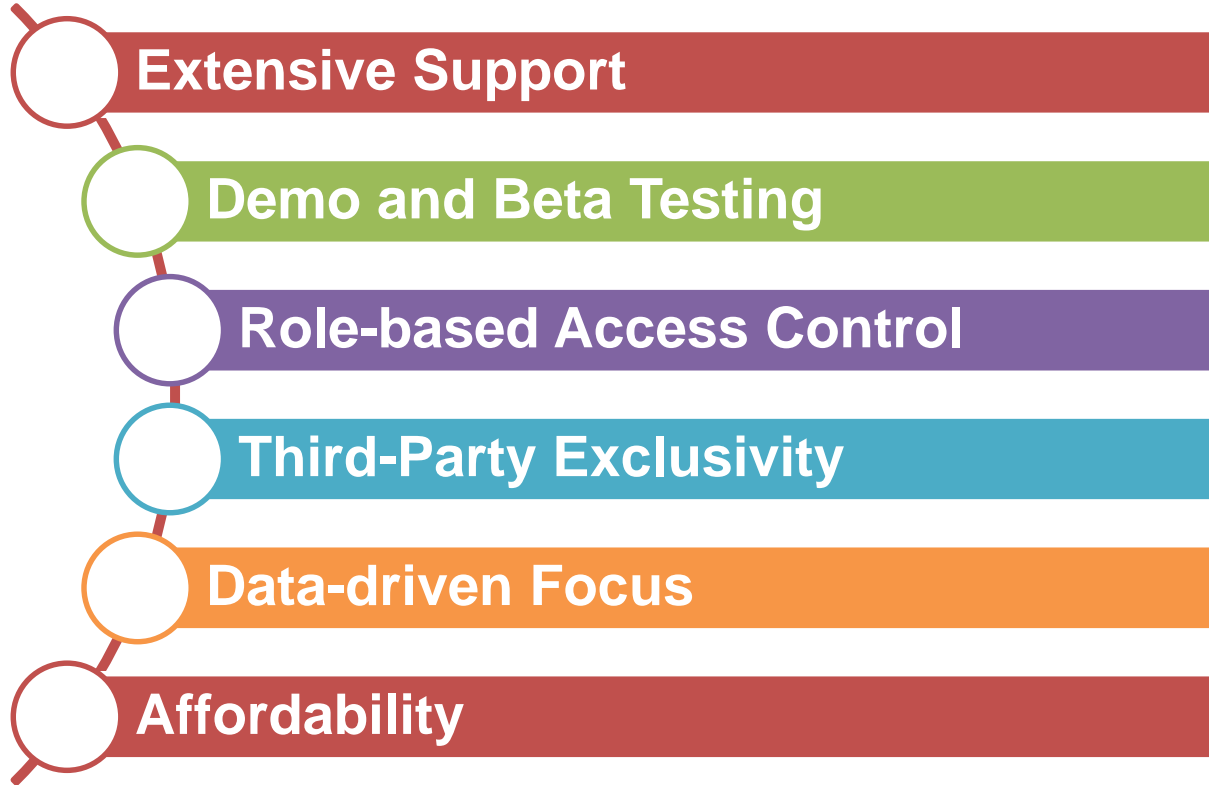 Extensive Support
Demo and Beta Testing
Role-based Access Control
Third-Party Exclusivity
Data-driven Focus
Affordability